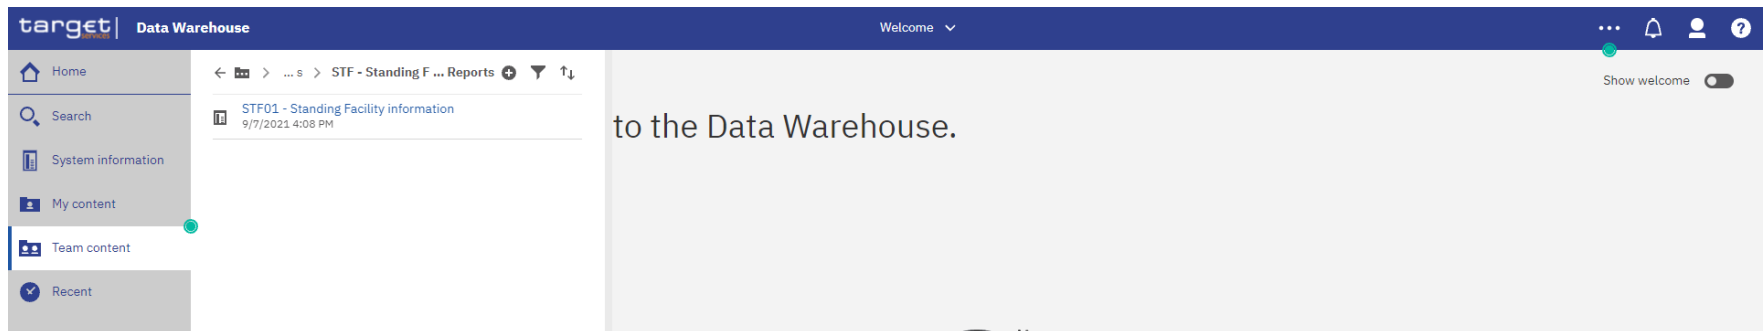 target| Data Warehouse
services
Welcome
Home
Search
System information
My content
Team content
Recent
... s > STF - Standing F ... Reports
STF01 - Standing Facility information
9/7/2021 4:08 PM
Show welcome
to the Data Warehouse.